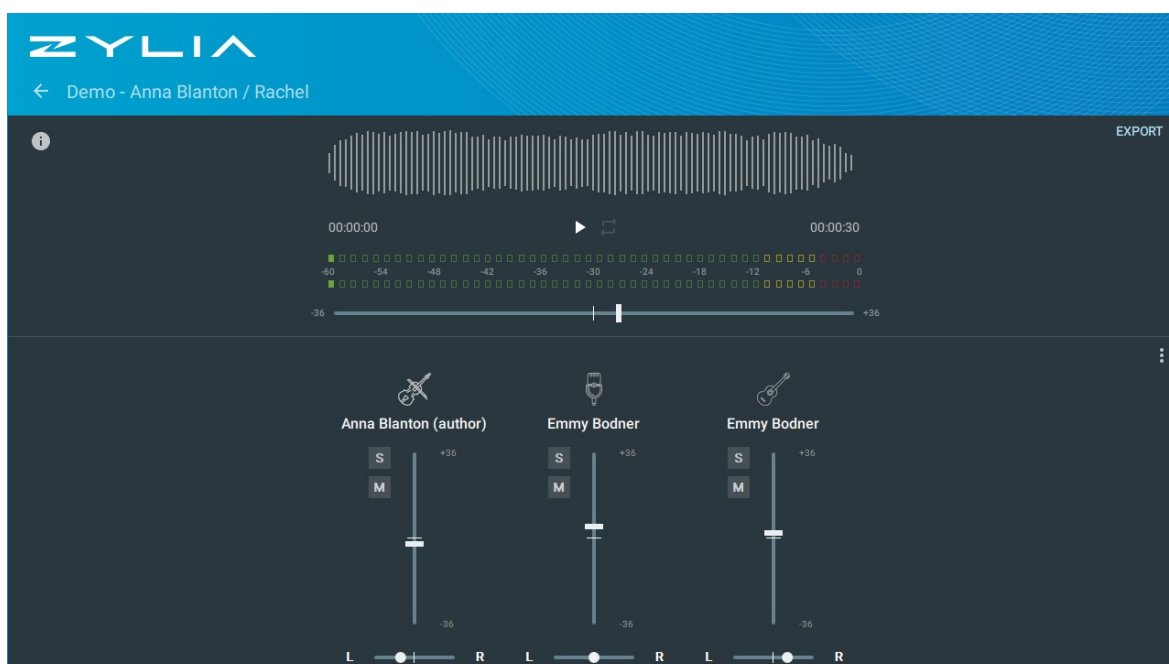 ZYLIA
Demo - Anna Blanton / Rachel
EXPORT
00:00:00 00:00:30
-60 -54 -48 -42 -36 -30 -24 -18 -12 -6 0
-36 +36
Anna Blanton (author) Emmy Bodner Emmy Bodner
S +36 S +36 S +36
M M M
-36 -36 -36
L R L R L R